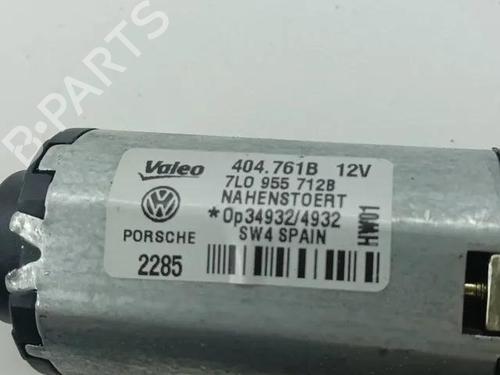 B-PARTS
Valeo 404.761B 12V
7L0 955 712B
NAHENSTOERT
*0p34932/4932
PORSCHE SW4 SPAIN
HW01
2285